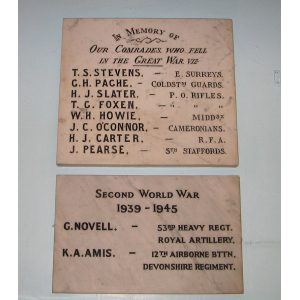 In Memory of
Our Comrades, who fell
in the Great War. viz-
T. S. STEVENS. – E. SURREYS.
G. H. PACHE. – COLDSTM GUARDS.
H. J. SLATER. – P. O. RIFLES.
T. G. FOXEN. – " " "
W. H. HOWIE. – MIDDSX.
J. C. O'CONNOR. – CAMERONIANS.
H. J. CARTER. – R. F. A.
J. PEARSE. – 5TH STAFFORDS.
SECOND WORLD WAR
1939 – 1945
G. NOVELL. – 53RD HEAVY REGT.
ROYAL ARTILLERY.
K. A. AMIS. – 12TH AIRBORNE BTTN.
DEVONSHIRE REGIMENT.